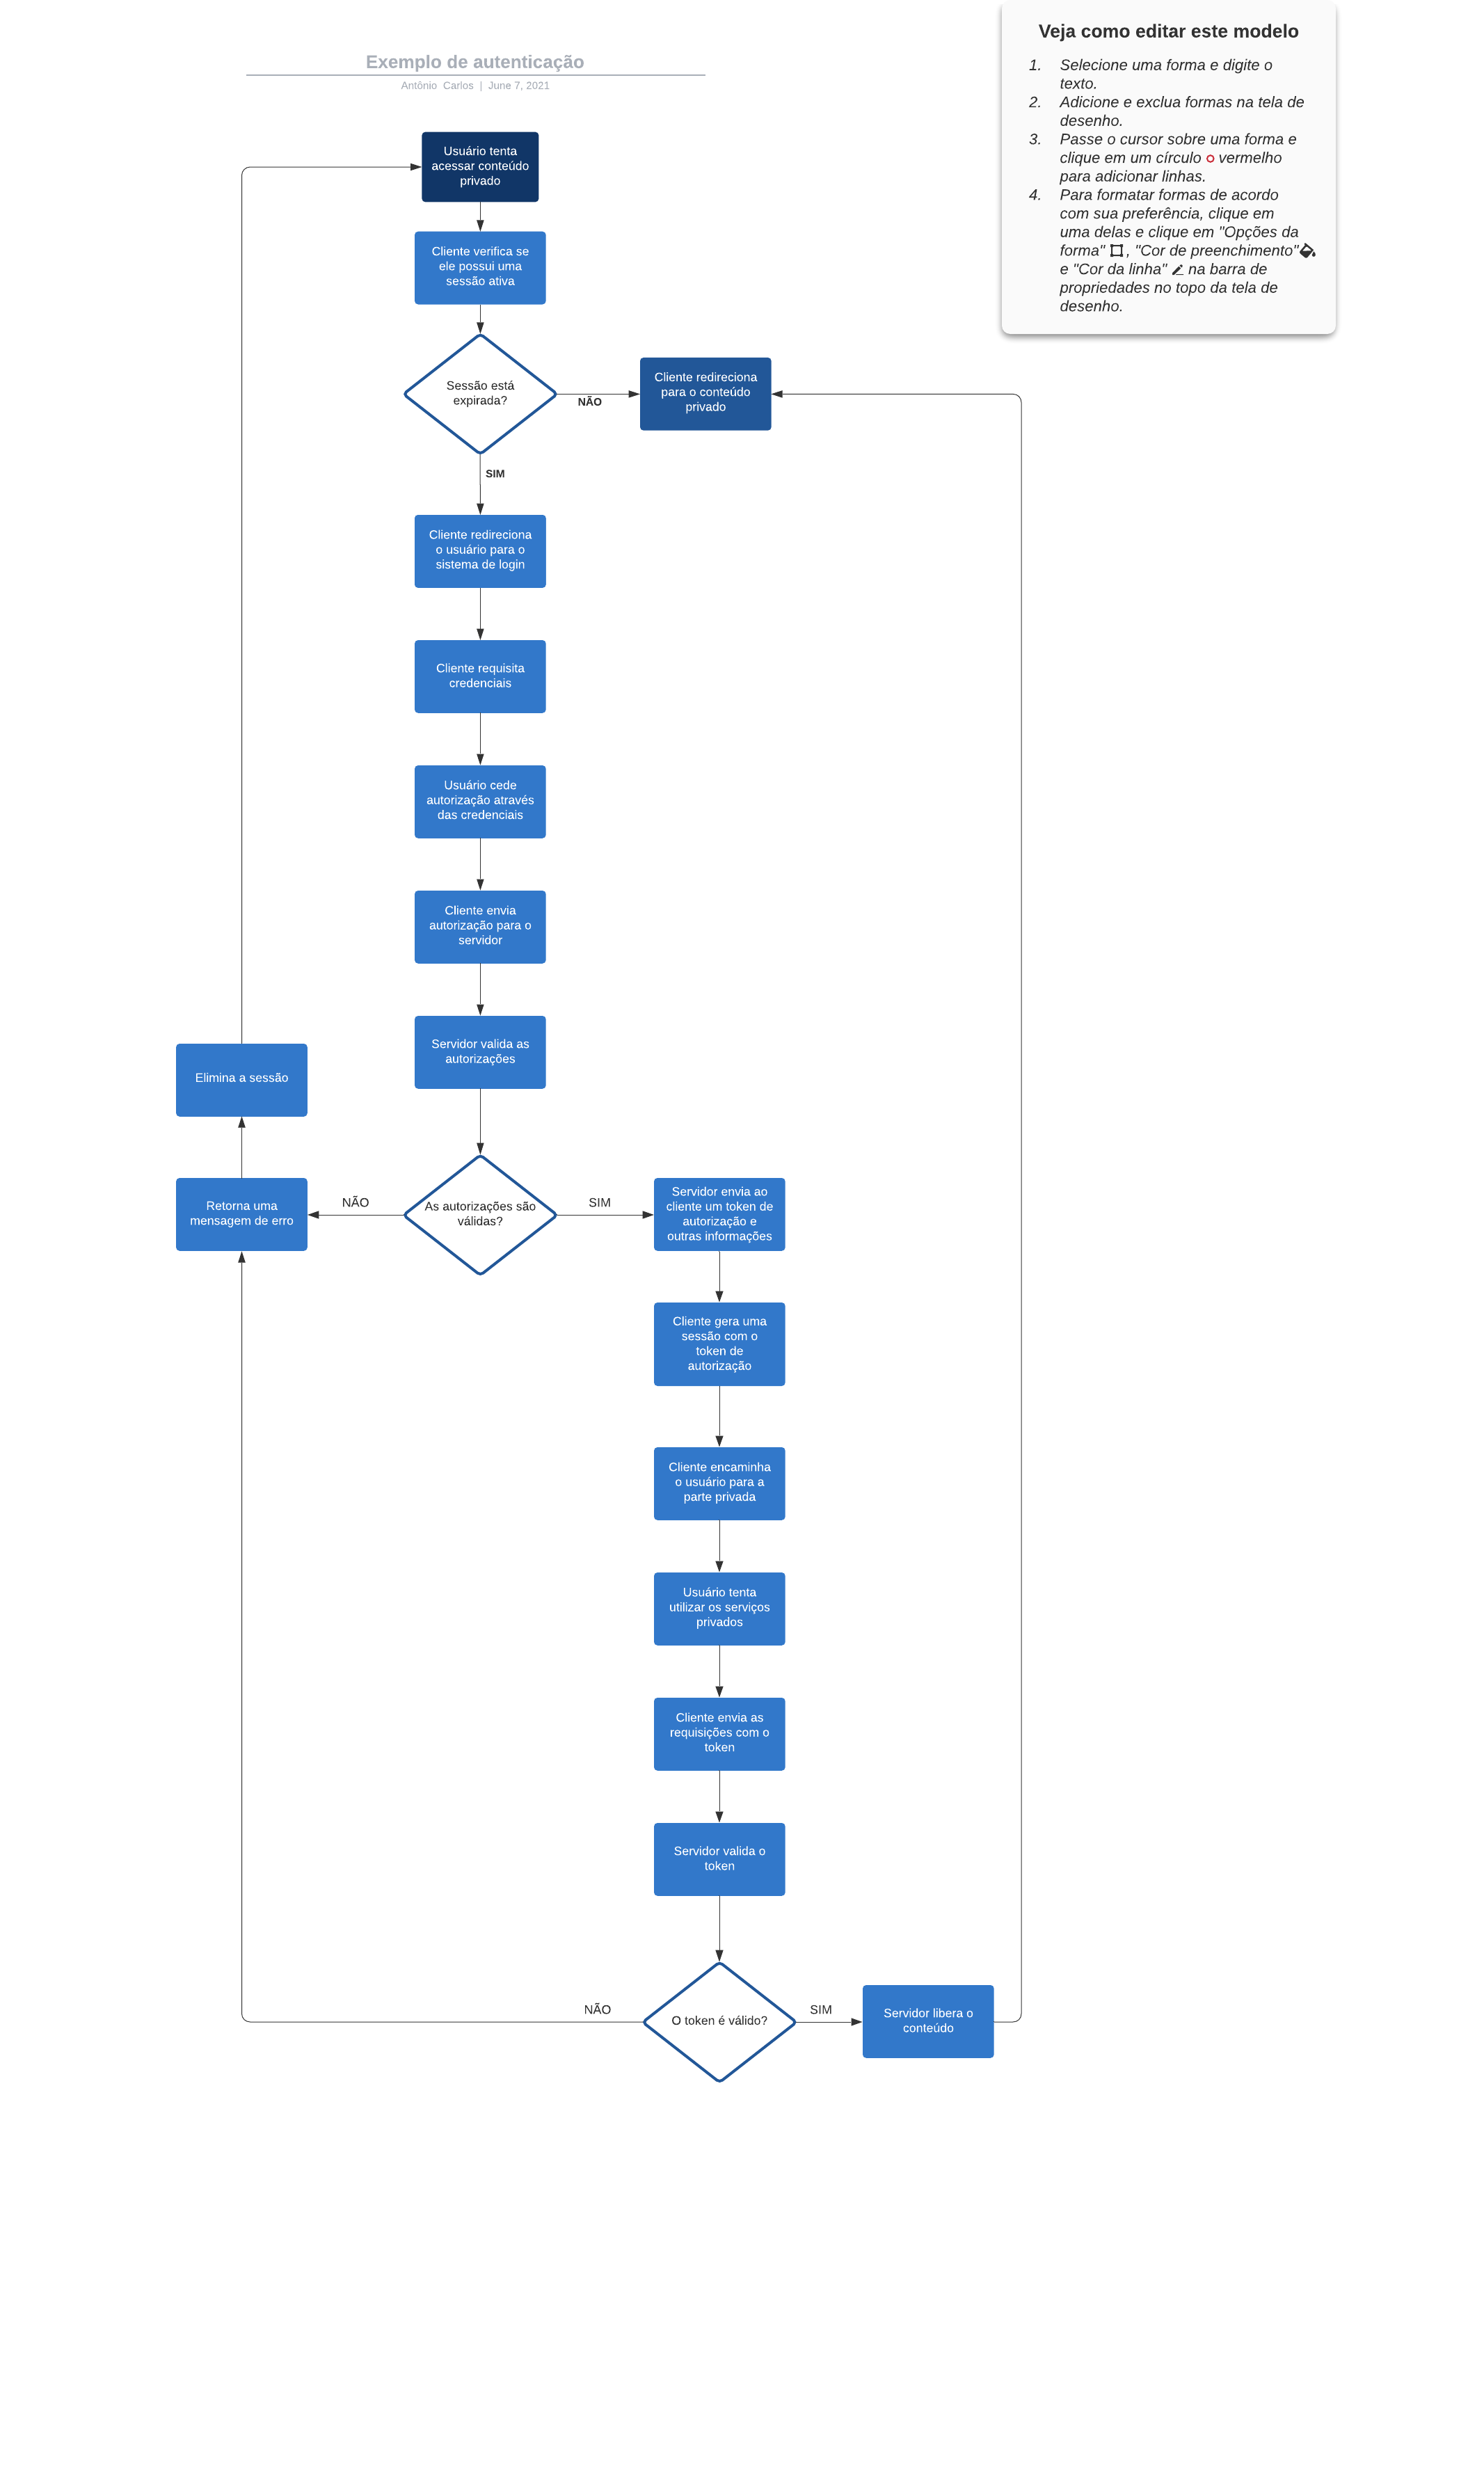 Exemplo de autenticação
Antônio Carlos | June 7, 2021
Veja como editar este modelo
1. Selecione uma forma e digite o
texto.
2. Adicione e exclua formas na tela de
desenho.
3. Passe o cursor sobre uma forma e
clique em um círculo vermelho
para adicionar linhas.
4. Para formatar formas de acordo
com sua preferência, clique em
uma delas e clique em "Opções da
forma" , "Cor de preenchimento"
e "Cor da linha" na barra de
propriedades no topo da tela de
desenho.
Usuário tenta
acessar conteúdo
privado
Cliente verifica se
ele possui uma
sessão ativa
Sessão está
expirada?
NÃO
Cliente redireciona
para o conteúdo
privado
SIM
Cliente redireciona
o usuário para o
sistema de login
Cliente requisita
credenciais
Usuário cede
autorização através
das credenciais
Cliente envia
autorização para o
servidor
Servidor valida as
autorizações
Elimina a sessão
Retorna uma
mensagem de erro
NÃO
As autorizações são
válidas?
SIM
Servidor envia ao
cliente um token de
autorização e
outras informações
Cliente gera uma
sessão com o
token de
autorização
Cliente encaminha
o usuário para a
parte privada
Usuário tenta
utilizar os serviços
privados
Cliente envia as
requisições com o
token
Servidor valida o
token
NÃO
O token é válido?
SIM
Servidor libera o
conteúdo